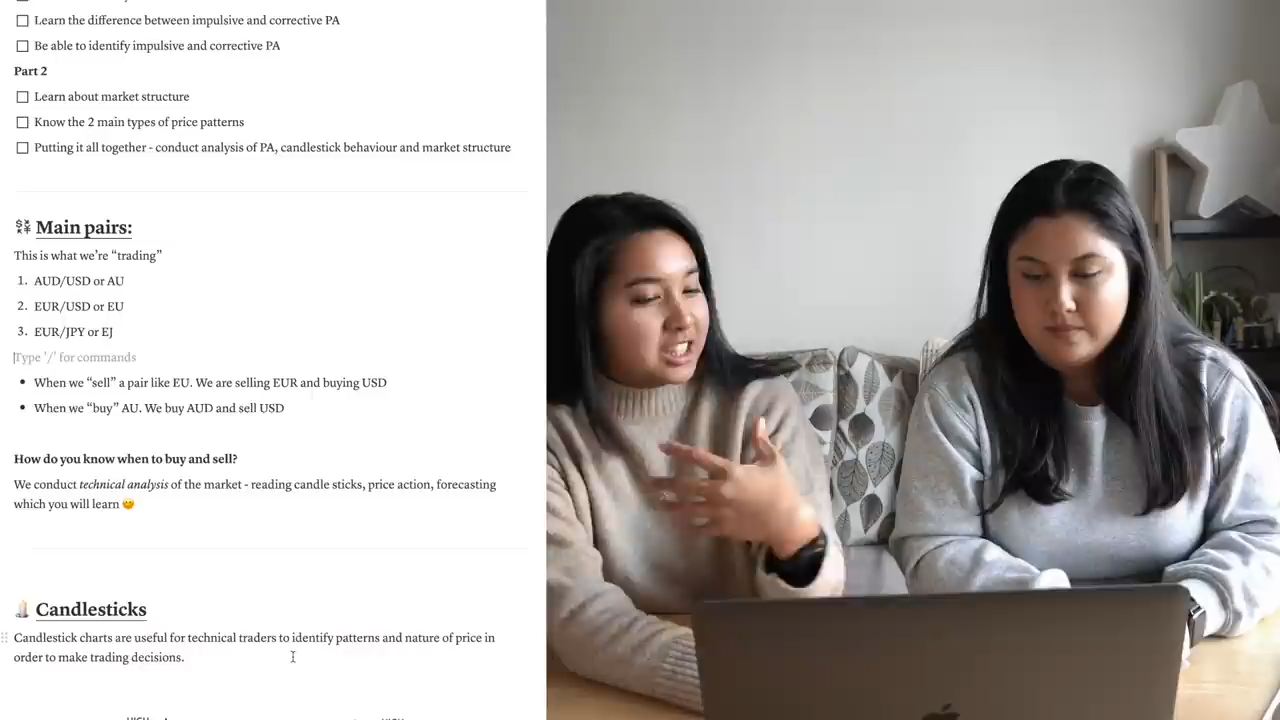 Learn the difference between impulsive and corrective PA
Be able to identify impulsive and corrective PA
Part 2
Learn about market structure
Know the 2 main types of price patterns
Putting it all together - conduct analysis of PA, candlestick behaviour and market structure
Main pairs:
This is what we're “trading”
1. AUD/USD or AU
2. EUR/USD or EU
3. EUR/JPY or EJ
Type '/' for commands
• When we “sell” a pair like EU. We are selling EUR and buying USD
• When we “buy” AU. We buy AUD and sell USD
How do you know when to buy and sell?
We conduct technical analysis of the market - reading candle sticks, price action, forecasting
which you will learn 😊
Candlesticks
Candlestick charts are useful for technical traders to identify patterns and nature of price in
order to make trading decisions.